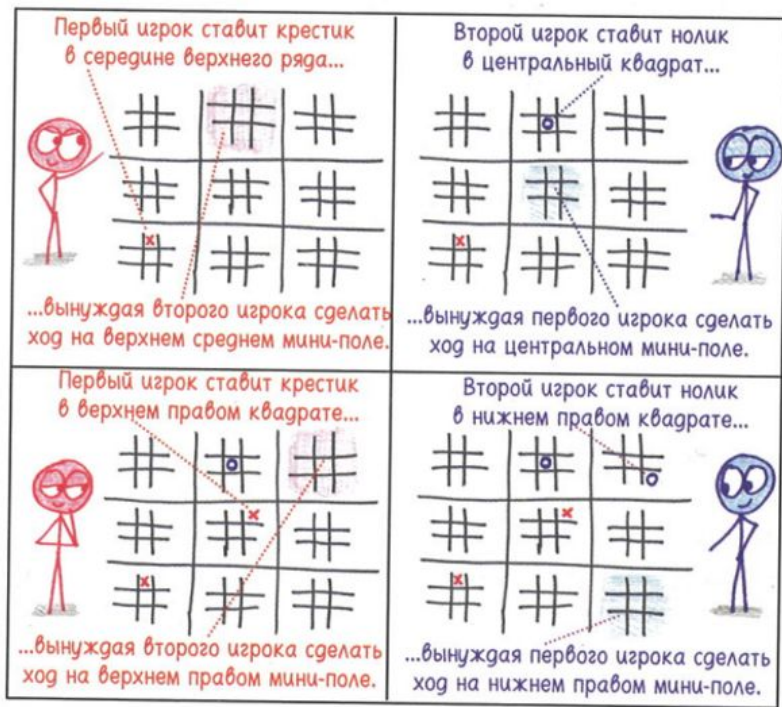 Первый игрок ставит крестик
в середине верхнего ряда...
...вынуждая второго игрока сделать
ход на верхнем среднем мини-поле.
Второй игрок ставит нолик
в центральный квадрат...
...вынуждая первого игрока сделать
ход на центральном мини-поле.
Первый игрок ставит крестик
в верхнем правом квадрате...
...вынуждая второго игрока сделать
ход на верхнем правом мини-поле.
Второй игрок ставит нолик
в нижнем правом квадрате...
...вынуждая первого игрока сделать
ход на нижнем правом мини-поле.